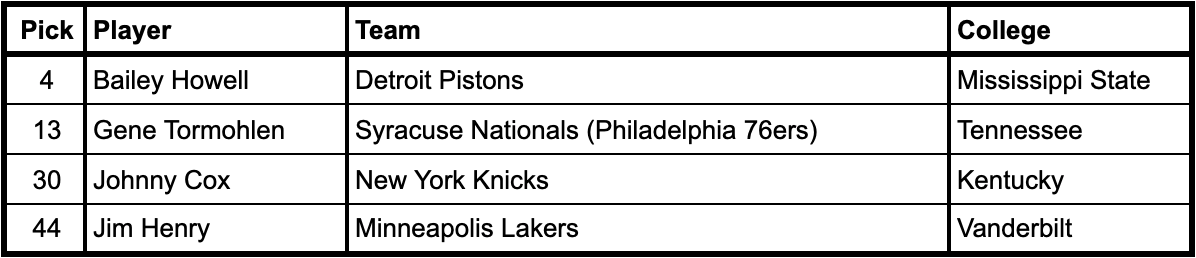 Pick Player Team College
4 Bailey Howell Detroit Pistons Mississippi State
13 Gene Tormohlen Syracuse Nationals (Philadelphia 76ers) Tennessee
30 Johnny Cox New York Knicks Kentucky
44 Jim Henry Minneapolis Lakers Vanderbilt